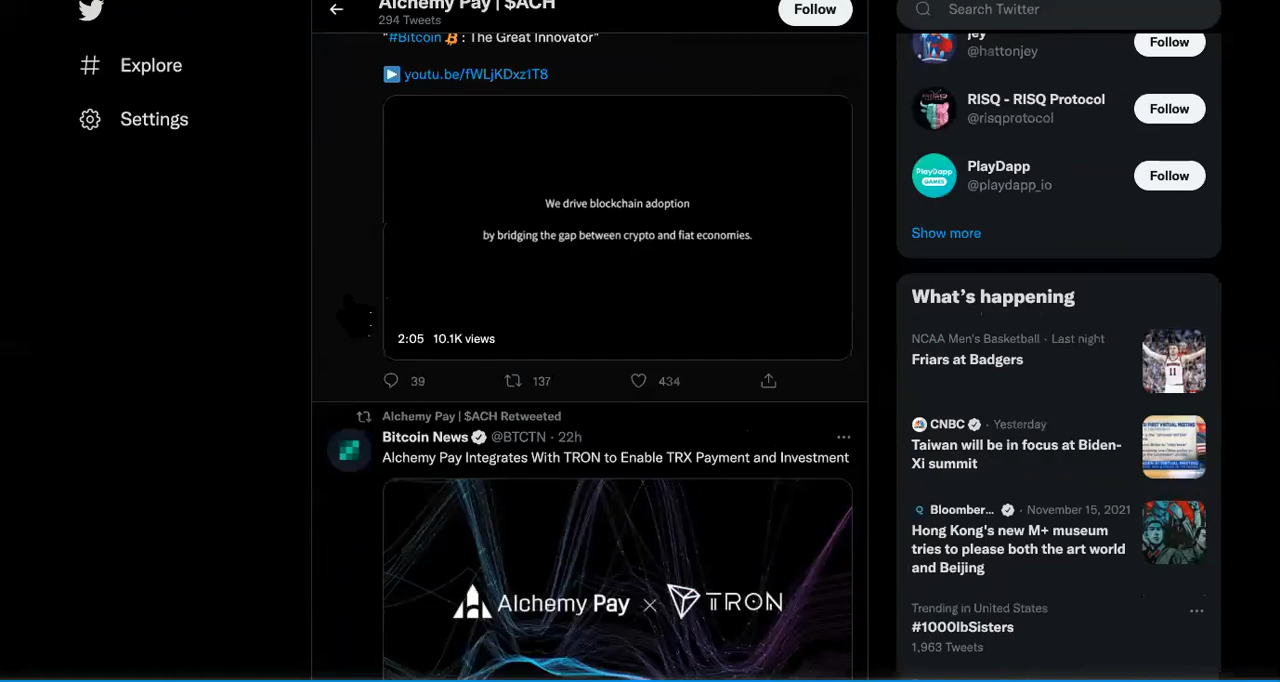 Explore
Settings
Alchemy Pay | $ACH
294 Tweets
Follow
"#Bitcoin : The Great Innovator"
youtu.be/fWLjKDxz1T8
We drive blockchain adoption
by bridging the gap between crypto and fiat economies.
2:05 10.1K views
39 137 434
Alchemy Pay | $ACH Retweeted
Bitcoin News @BTCTN · 22h
Alchemy Pay Integrates With TRON to Enable TRX Payment and Investment
Alchemy Pay × TRON
Search Twitter
jey
@hattonjey
Follow
RISQ - RISQ Protocol
@risqprotocol
Follow
PlayDapp
GAMES
PlayDapp
@playdapp_io
Follow
Show more
What's happening
NCAA Men's Basketball · Last night
Friars at Badgers
11
CNBC · Yesterday
Taiwan will be in focus at Biden-
Xi summit
Bloomber... · November 15, 2021
Hong Kong's new M+ museum
tries to please both the art world
and Beijing
Trending in United States
#1000lbSisters
1,963 Tweets